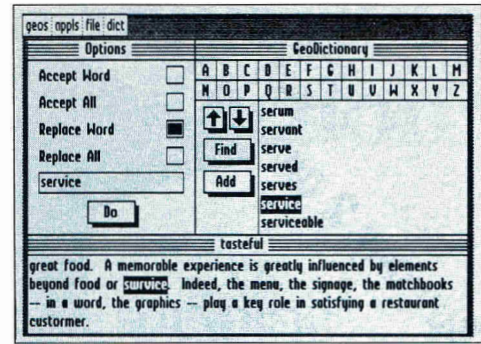 geos appls file dict
Options
GeoDictionary
Accept Word
Accept All
Replace Word
Replace All
service
Do
A B C D E F G H I J K L M
N O P Q R S T U V W X Y Z
Find
Add
serum
servant
serve
served
serves
service
serviceable
tasteful
great food. A memorable experience is greatly influenced by elements
beyond food or survice. Indeed, the menu, the signage, the matchbooks
-- in a word, the graphics -- play a key role in satisfying a restaurant
custormer.